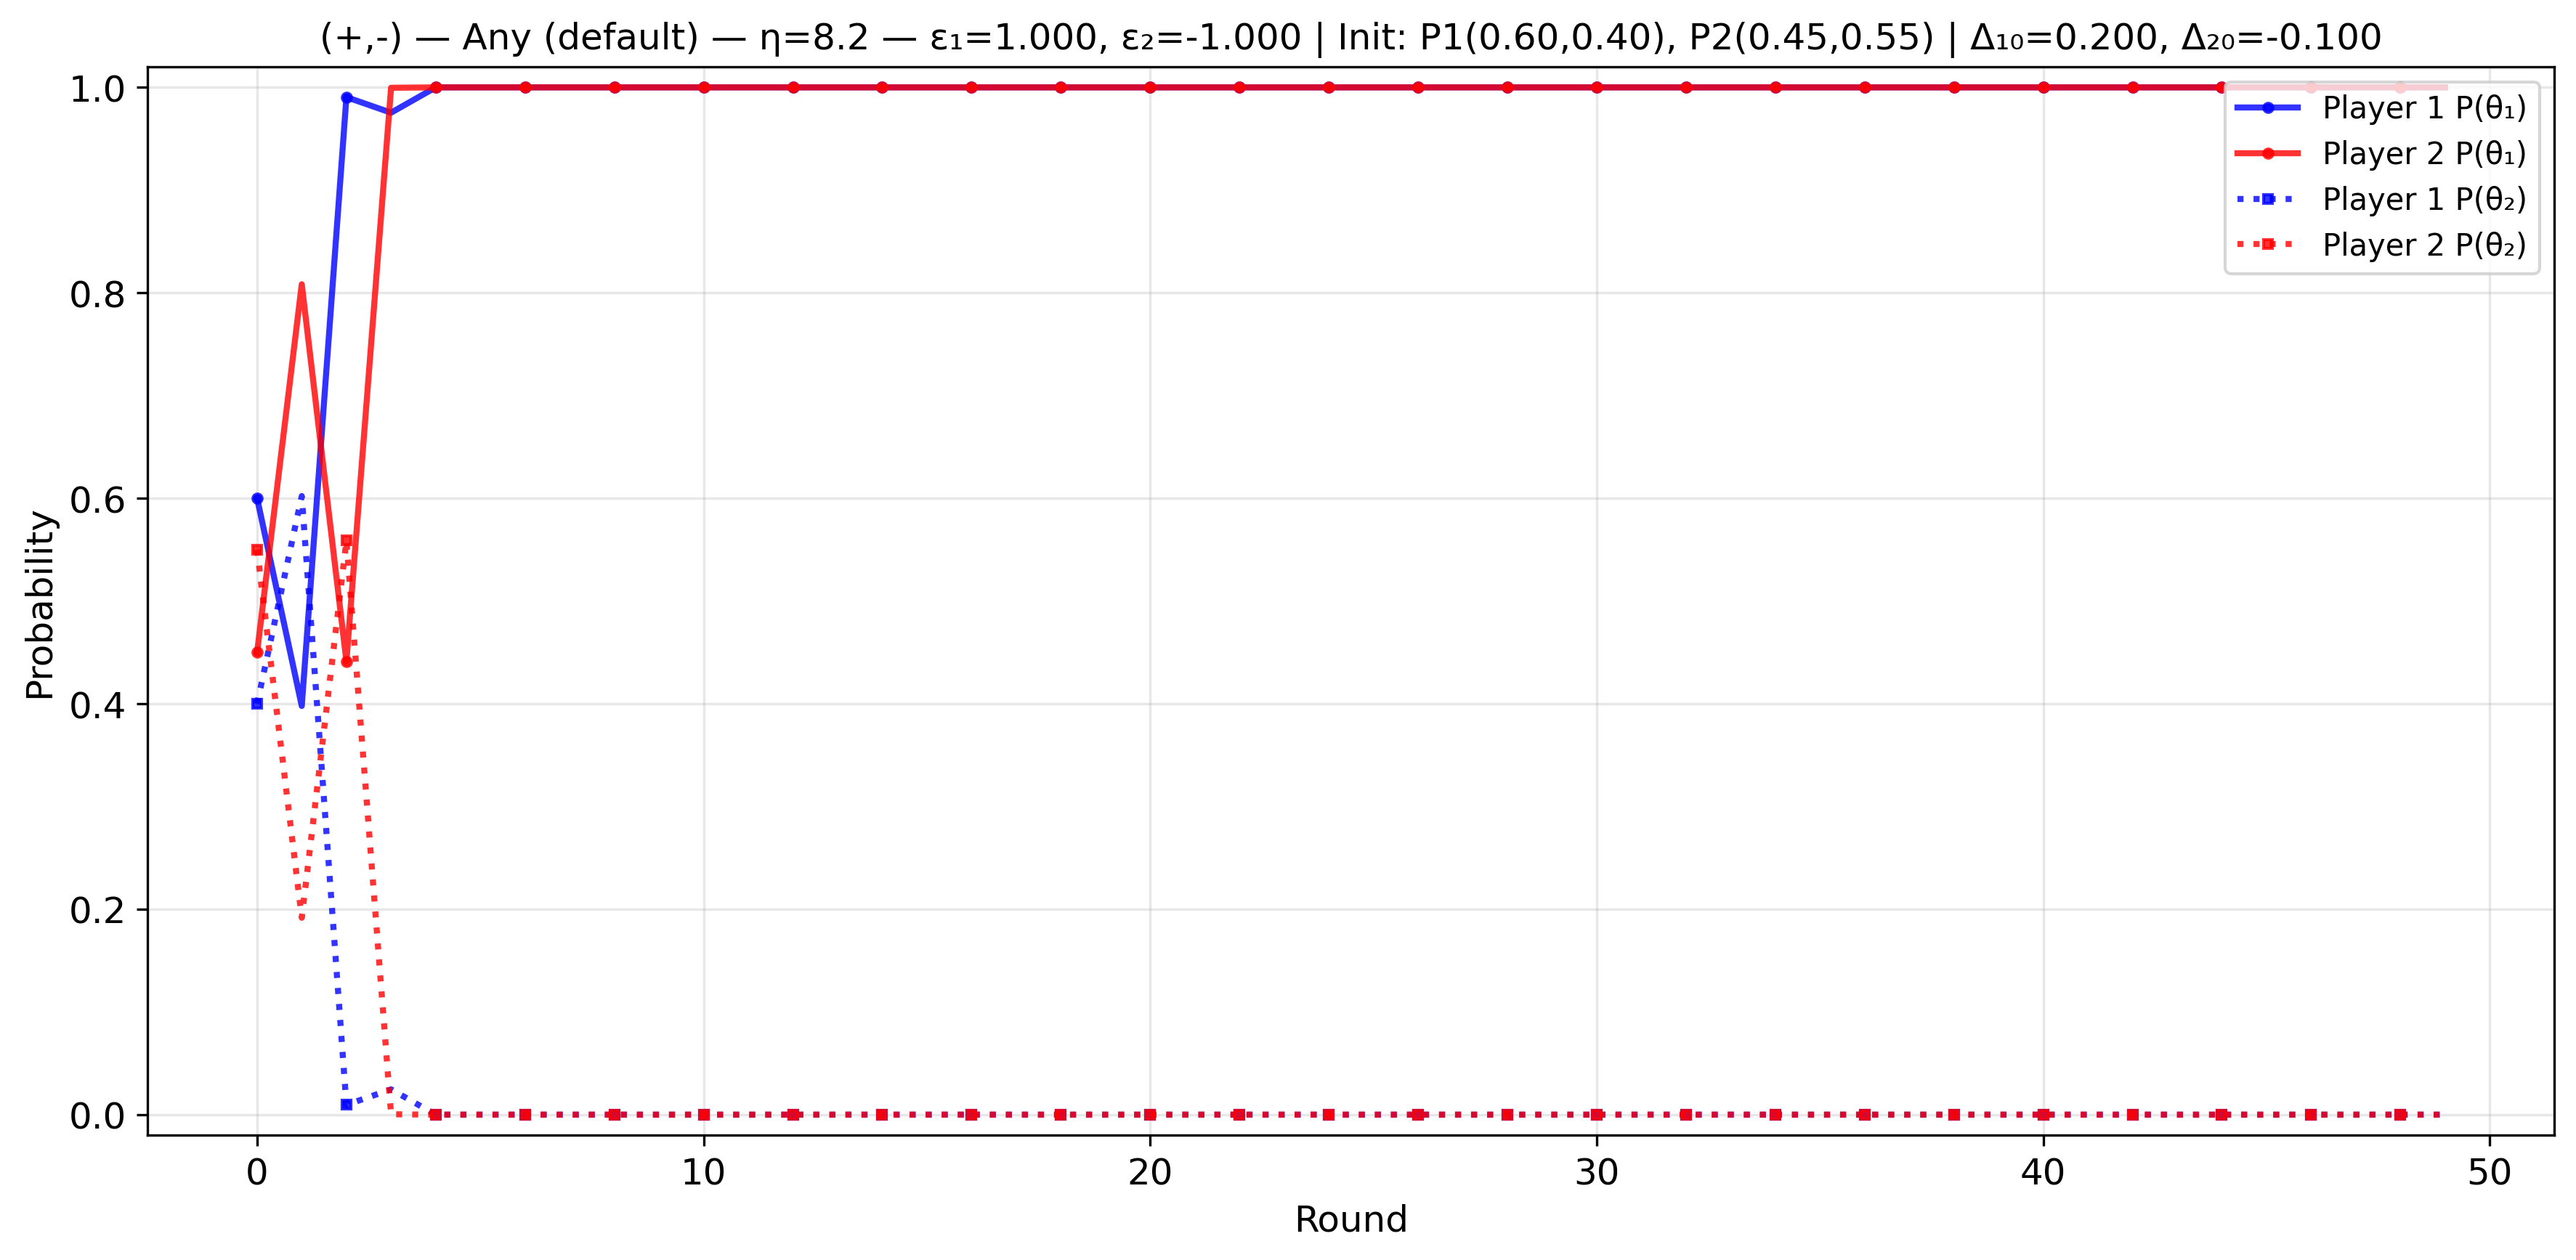 (+,-) — Any (default) — η=8.2 — ε₁=1.000, ε₂=-1.000 | Init: P1(0.60,0.40), P2(0.45,0.55) | Δ₁₀=0.200, Δ₂₀=-0.100
1.0
0.8
0.6
0.4
0.2
0.0
Probability
Player 1 P(θ₁)
Player 2 P(θ₁)
Player 1 P(θ₂)
Player 2 P(θ₂)
0 10 20 30 40 50
Round